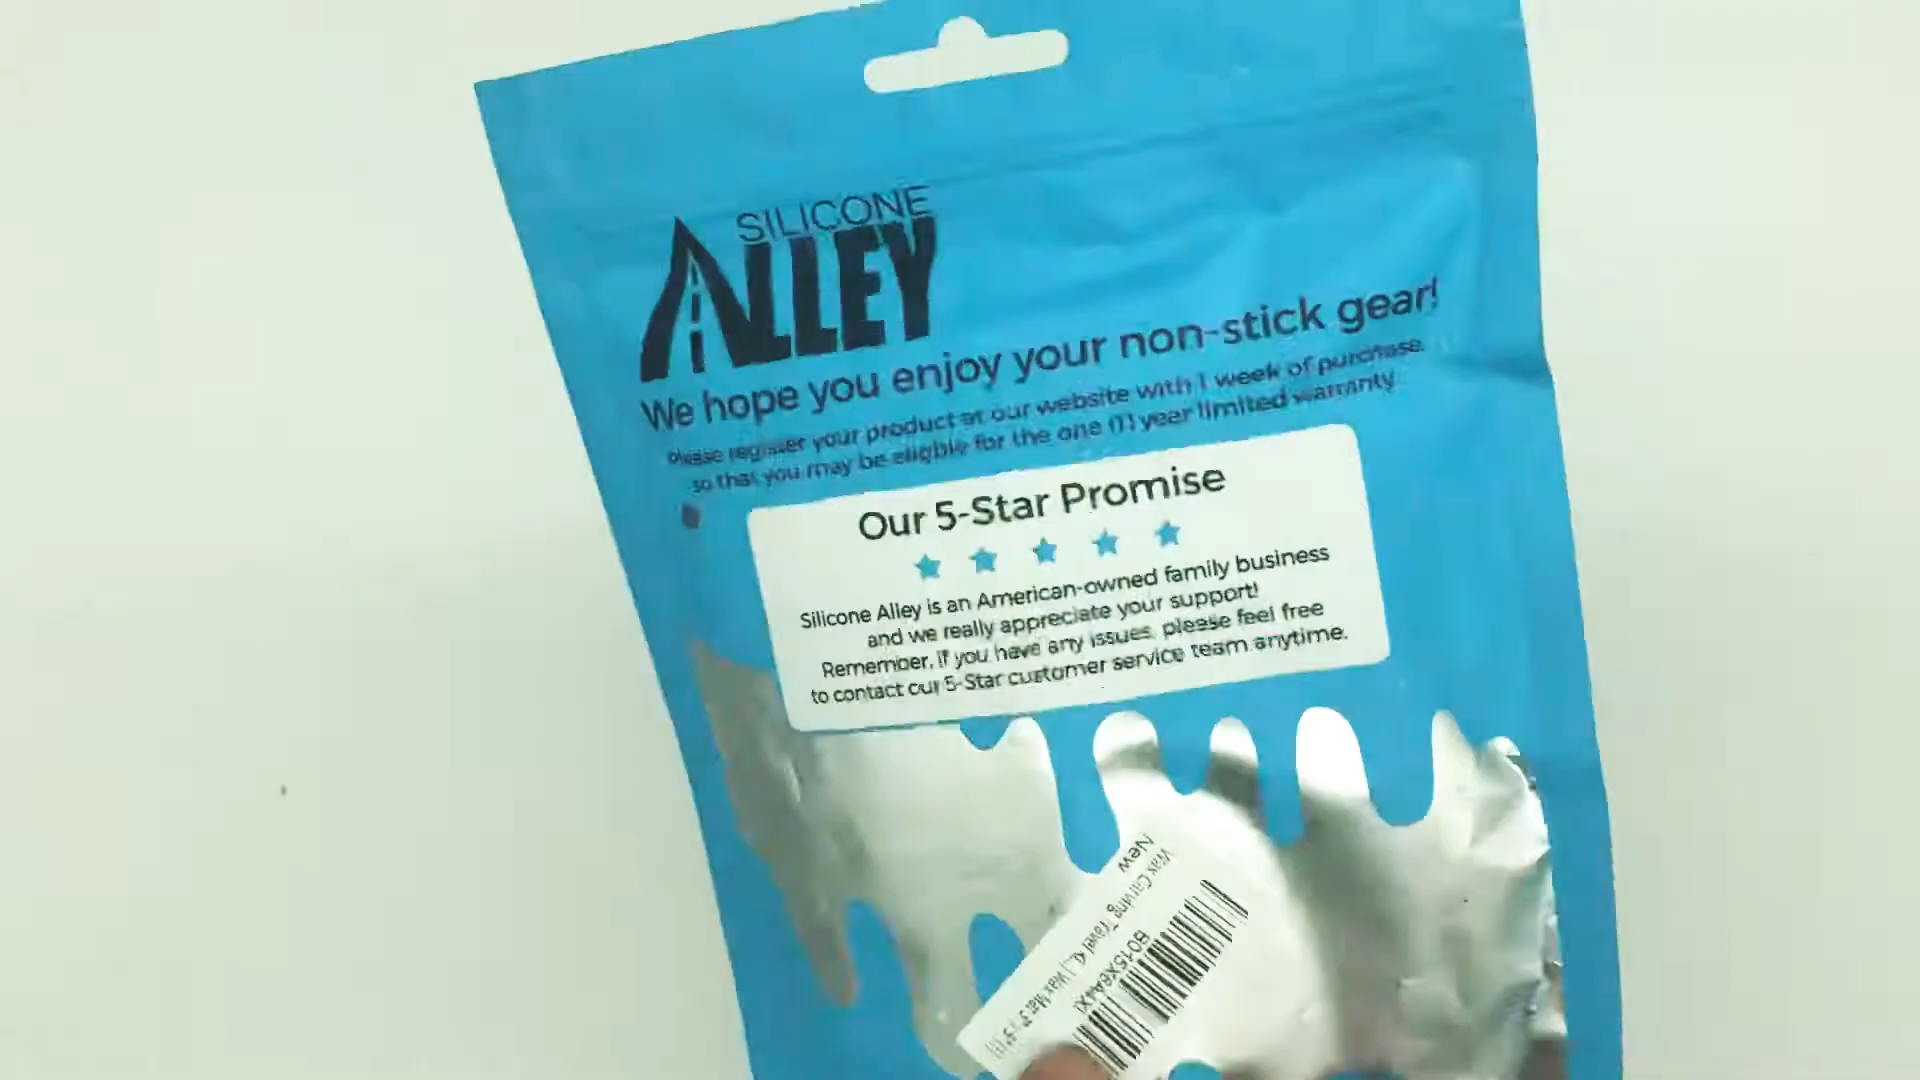 SILICONE
ALLEY
We hope you enjoy your non-stick gear!
Please register your product at our website with 1 week of purchase
so that you may be eligble for the one (1) year limited warranty
Our 5-Star Promise
Silicone Alley is an American-owned family business
and we really appreciate your support!
Remember, if you have any issues, please feel free
to contact our 5-Star customer service team anytime.
New
Wax Carving Travel